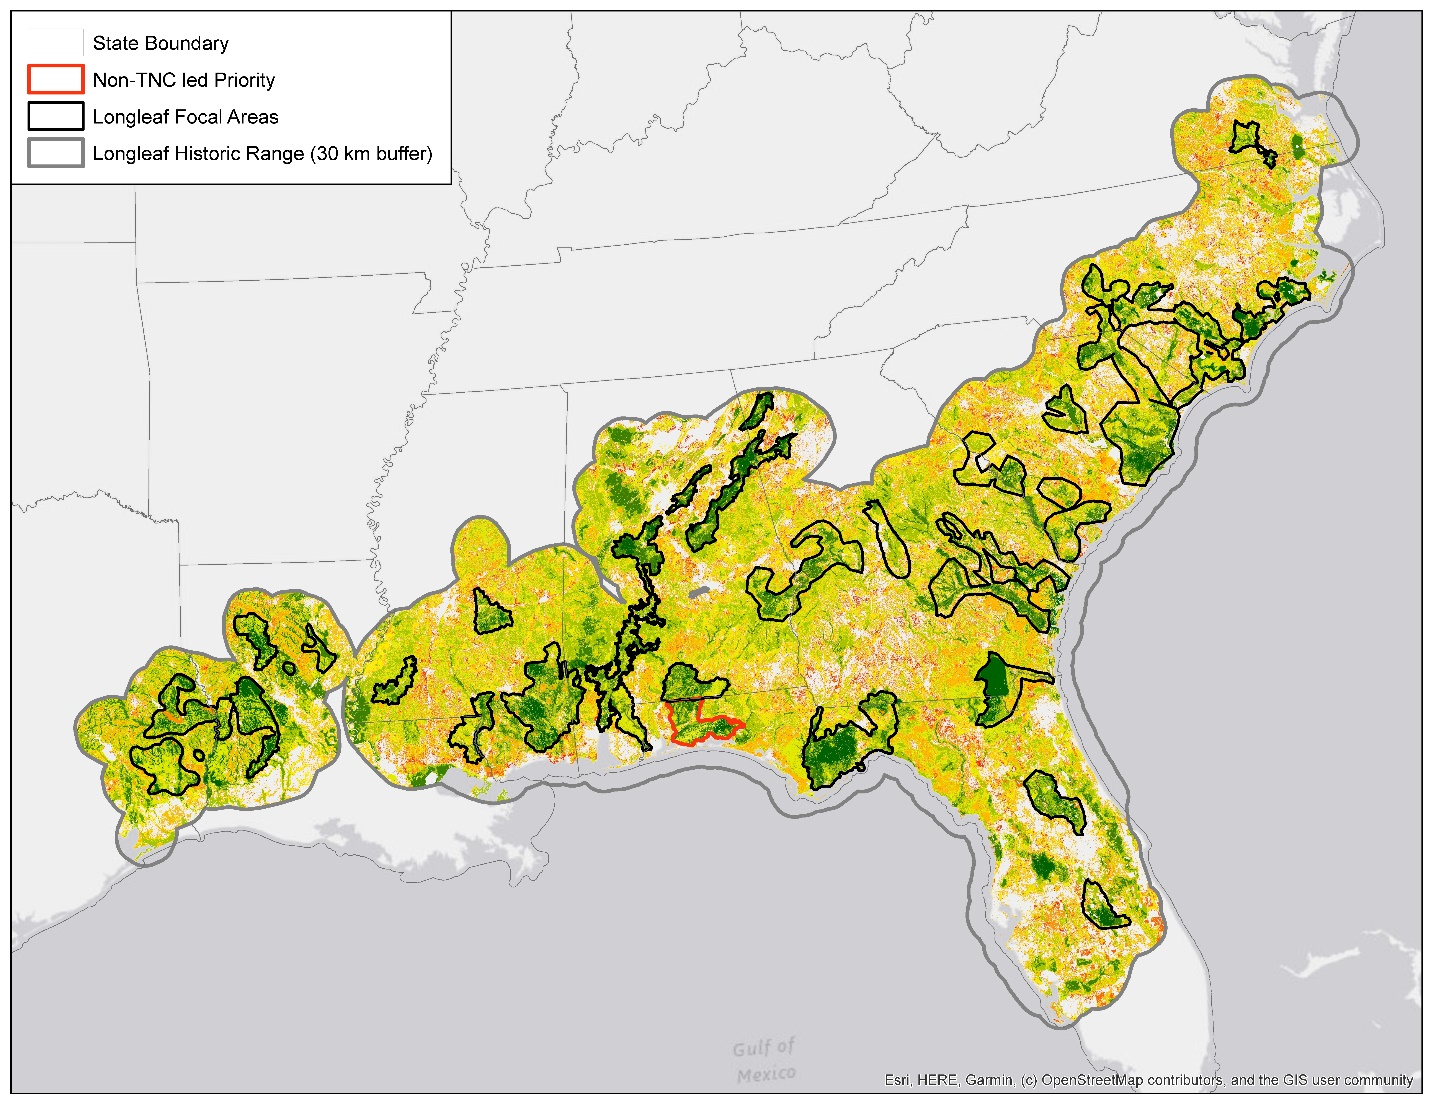 State Boundary
Non-TNC led Priority
Longleaf Focal Areas
Longleaf Historic Range (30 km buffer)
Gulf of
Mexico
Esri, HERE, Garmin, (c) OpenStreetMap contributors, and the GIS user community